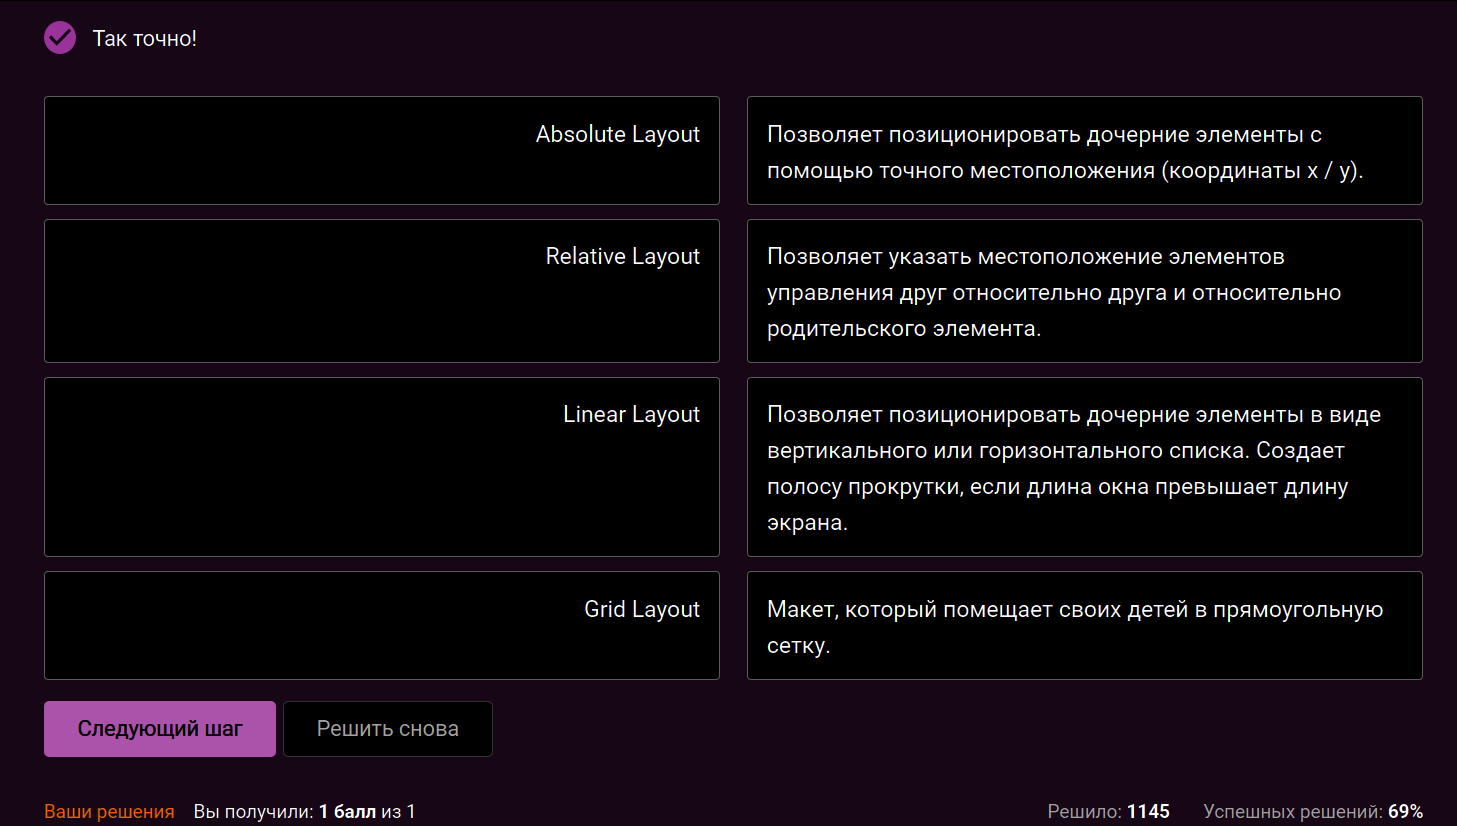 Так точно!
Absolute Layout
Позволяет позиционировать дочерние элементы с
помощью точного местоположения (координаты x / y).
Relative Layout
Позволяет указать местоположение элементов
управления друг относительно друга и относительно
родительского элемента.
Linear Layout
Позволяет позиционировать дочерние элементы в виде
вертикального или горизонтального списка. Создает
полосу прокрутки, если длина окна превышает длину
экрана.
Grid Layout
Макет, который помещает своих детей в прямоугольную
сетку.
Следующий шаг
Решить снова
Ваши решения Вы получили: 1 балл из 1
Решило: 1145 Успешных решений: 69%